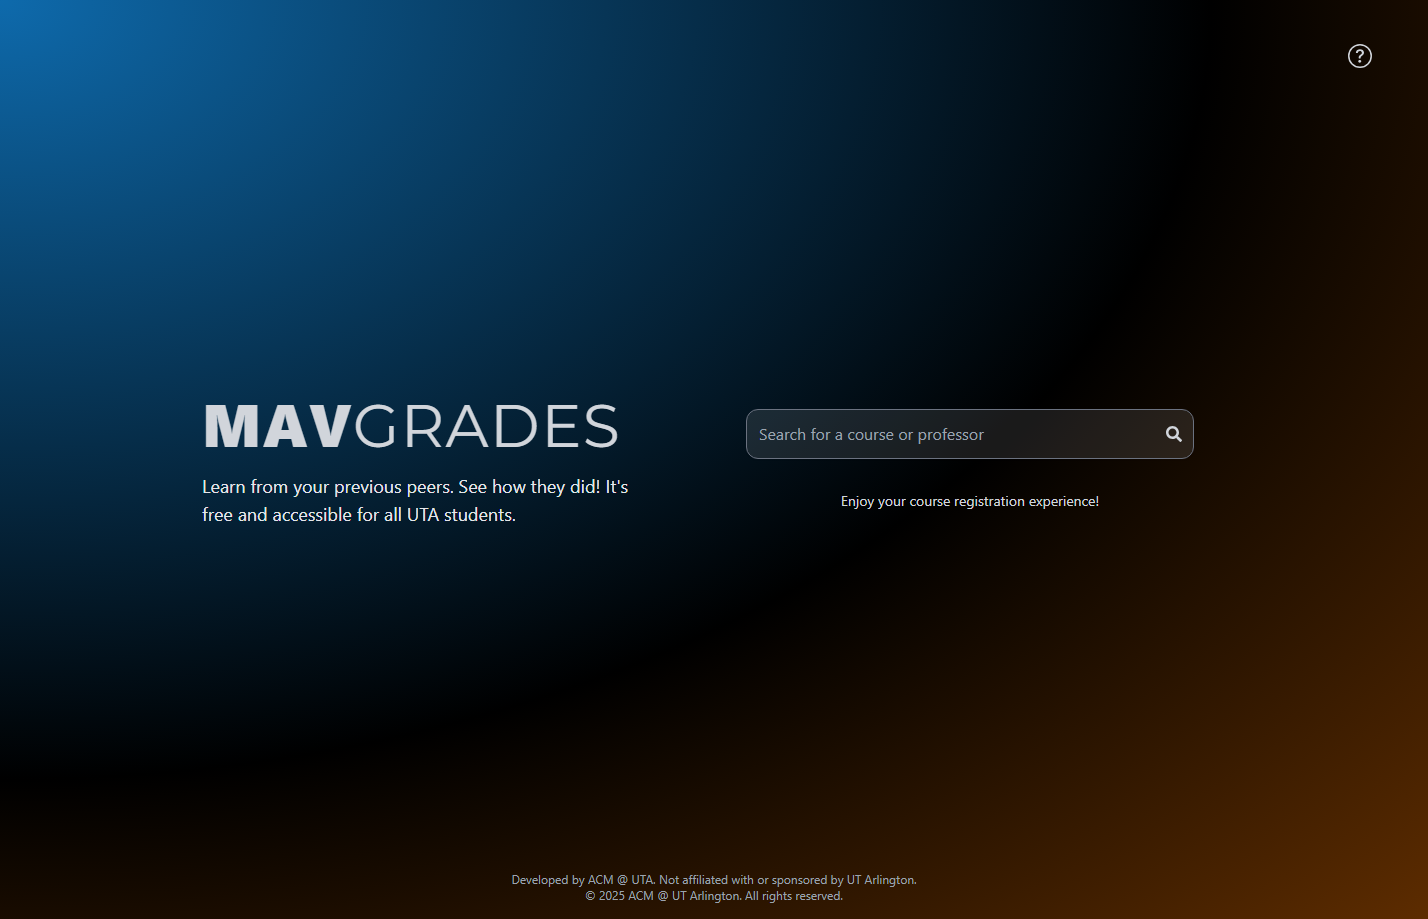 MAVGRADES
Learn from your previous peers. See how they did! It's
free and accessible for all UTA students.
Search for a course or professor
Enjoy your course registration experience!
Developed by ACM @ UTA. Not affiliated with or sponsored by UT Arlington.
© 2025 ACM @ UT Arlington. All rights reserved.